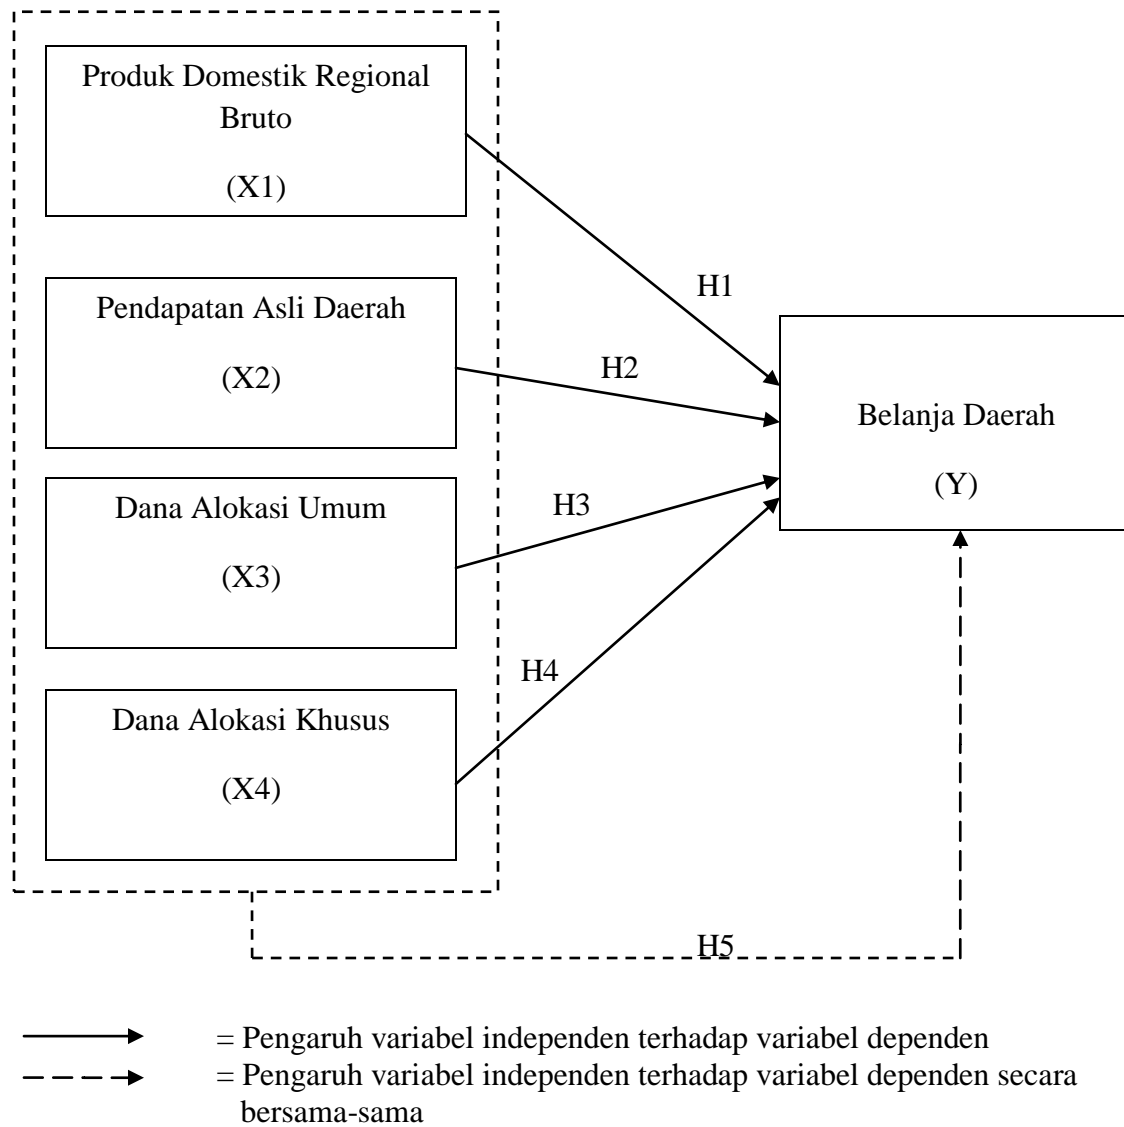 Produk Domestik Regional
Bruto
(X1)
H1
Pendapatan Asli Daerah
(X2)
H2
Belanja Daerah
(Y)
Dana Alokasi Umum
(X3)
H3
H4
Dana Alokasi Khusus
(X4)
H5
= Pengaruh variabel independen terhadap variabel dependen
= Pengaruh variabel independen terhadap variabel dependen secara
bersama-sama